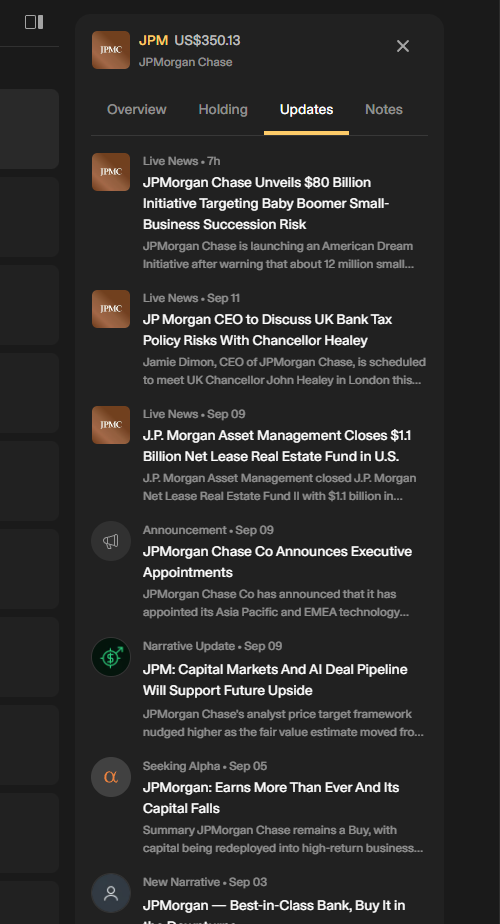 JPMC
JPM US$350.13
JPMorgan Chase
Overview Holding Updates Notes
JPMC
Live News • 7h
JPMorgan Chase Unveils $80 Billion
Initiative Targeting Baby Boomer Small-
Business Succession Risk
JPMorgan Chase is launching an American Dream
Initiative after warning that about 12 million small...
JPMC
Live News • Sep 11
JP Morgan CEO to Discuss UK Bank Tax
Policy Risks With Chancellor Healey
Jamie Dimon, CEO of JPMorgan Chase, is scheduled
to meet UK Chancellor John Healey in London this...
JPMC
Live News • Sep 09
J.P. Morgan Asset Management Closes $1.1
Billion Net Lease Real Estate Fund in U.S.
J.P. Morgan Asset Management closed J.P. Morgan
Net Lease Real Estate Fund II with $1.1 billion in...
Announcement • Sep 09
JPMorgan Chase Co Announces Executive
Appointments
JPMorgan Chase Co has announced that it has
appointed its Asia Pacific and EMEA technology...
Narrative Update • Sep 09
JPM: Capital Markets And AI Deal Pipeline
Will Support Future Upside
JPMorgan Chase's analyst price target framework
nudged higher as the fair value estimate moved fro...
α
Seeking Alpha • Sep 05
JPMorgan: Earns More Than Ever And Its
Capital Falls
Summary JPMorgan Chase remains a Buy, with
capital being redeployed into high-return business...
New Narrative • Sep 03
JPMorgan — Best-in-Class Bank, Buy It in
the Downturns